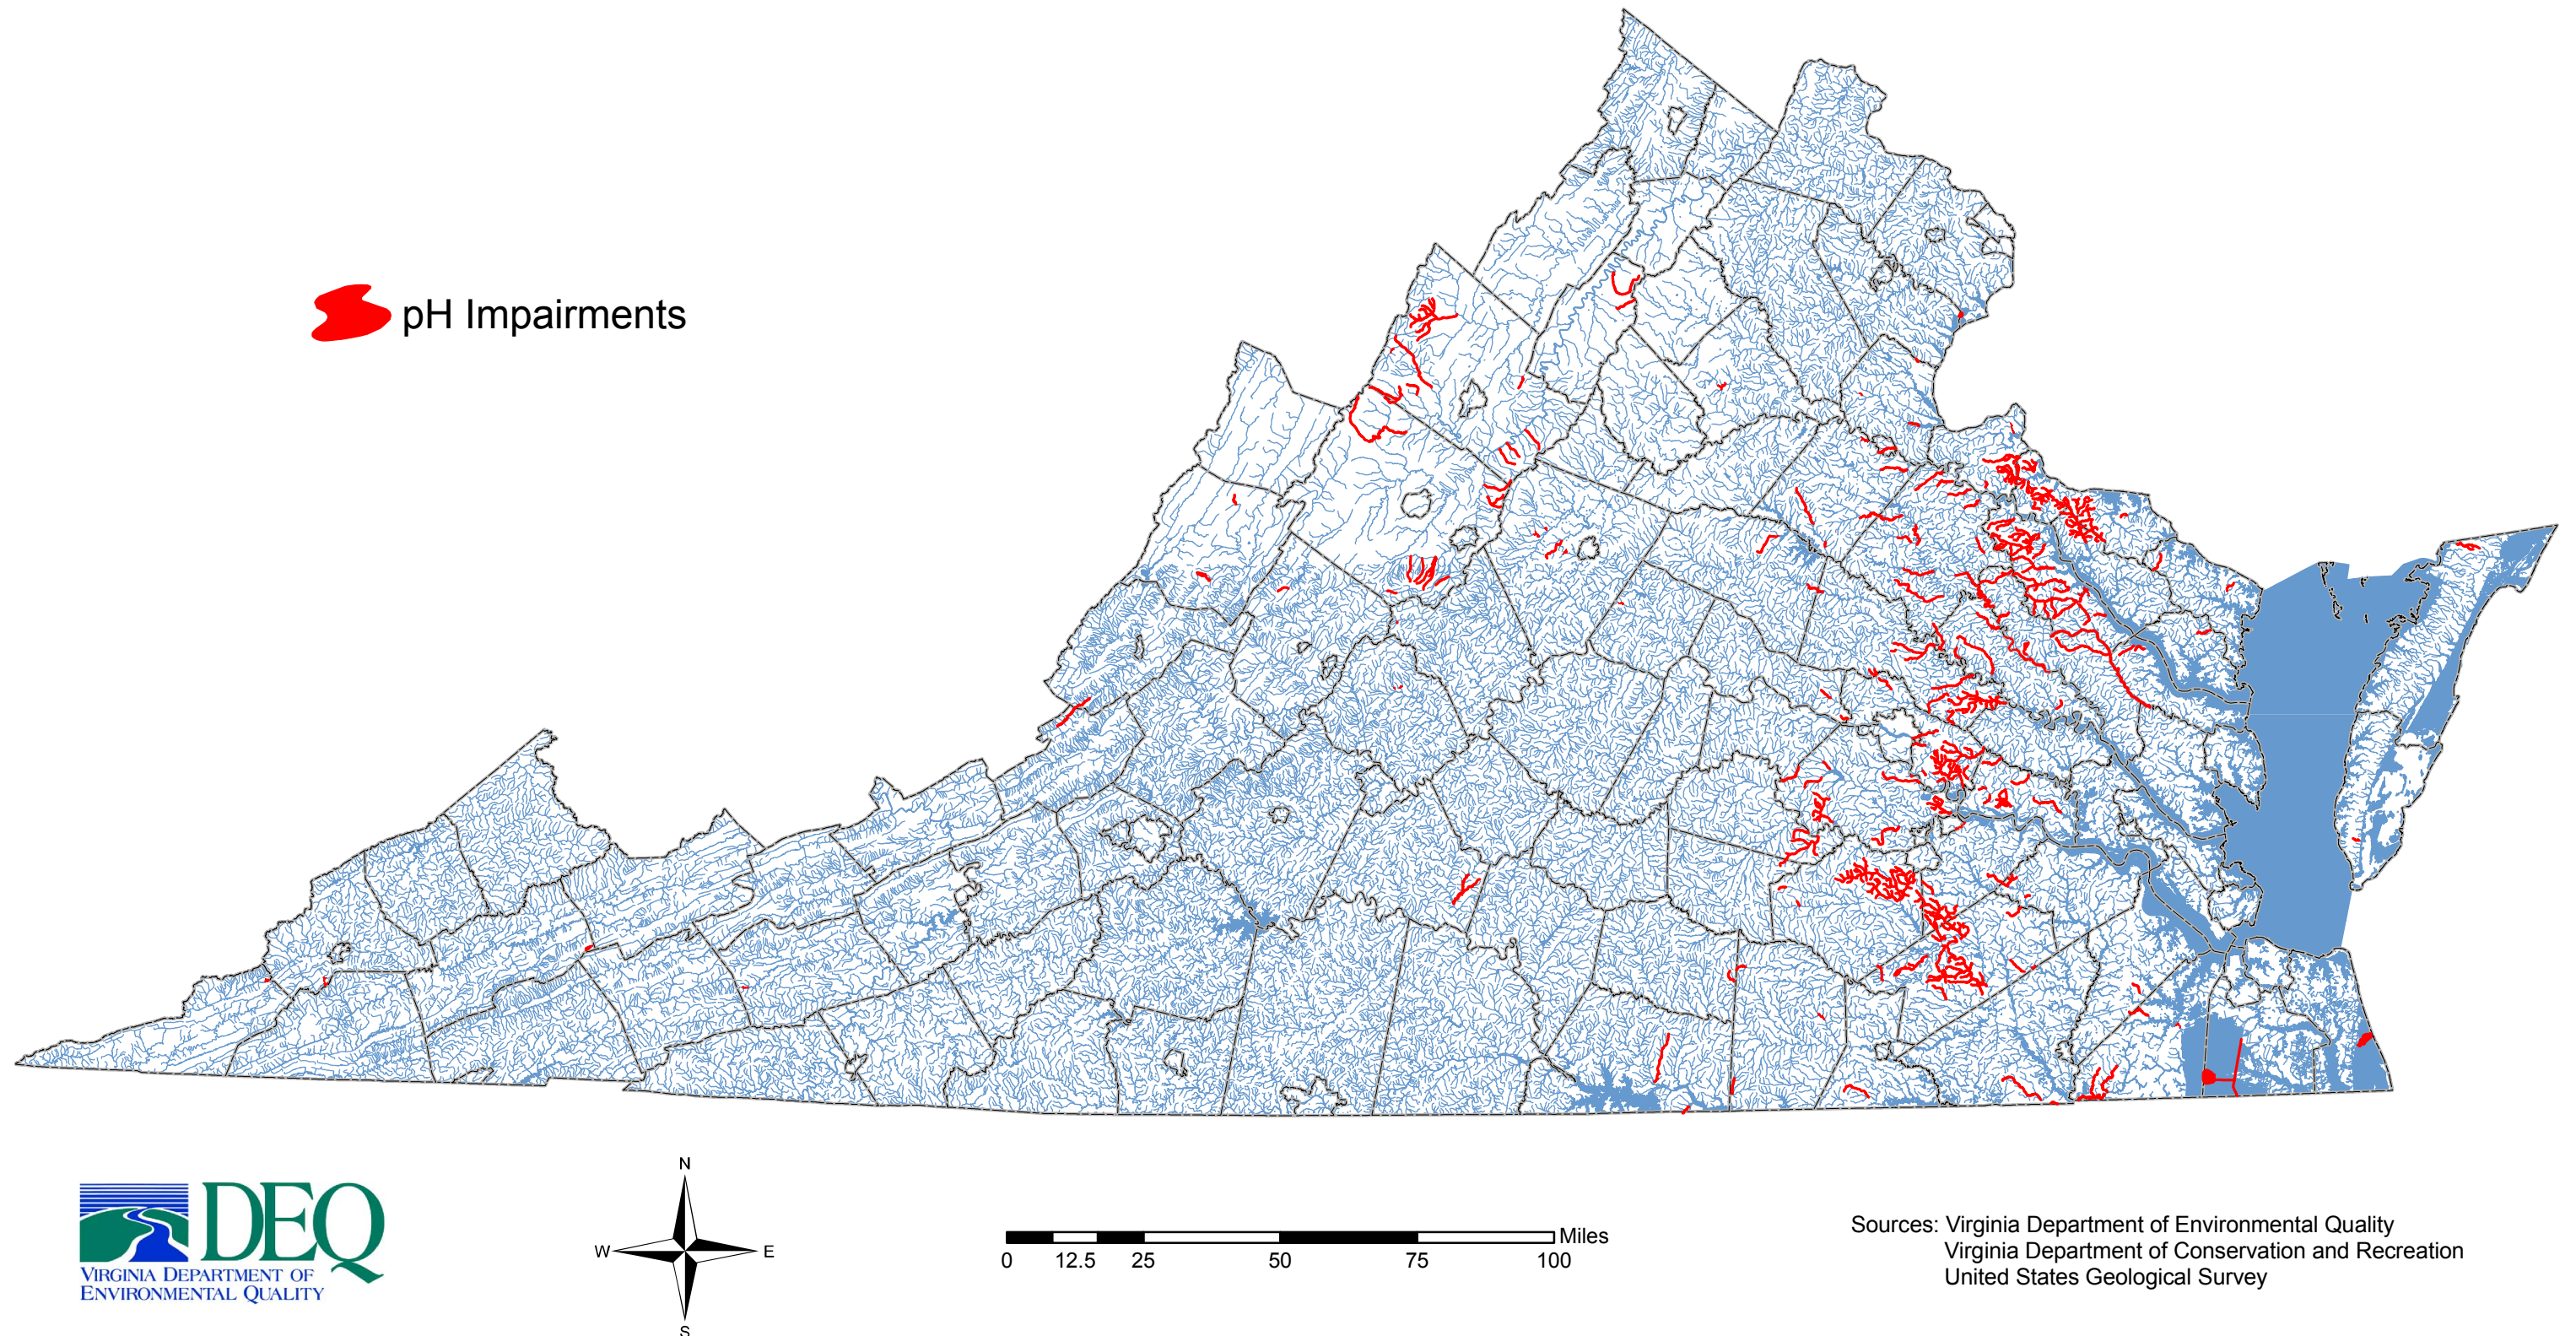 pH Impairments
DEQ
VIRGINIA DEPARTMENT OF
ENVIRONMENTAL QUALITY
N
W E
S
Miles
0 12.5 25 50 75 100
Sources: Virginia Department of Environmental Quality
Virginia Department of Conservation and Recreation
United States Geological Survey